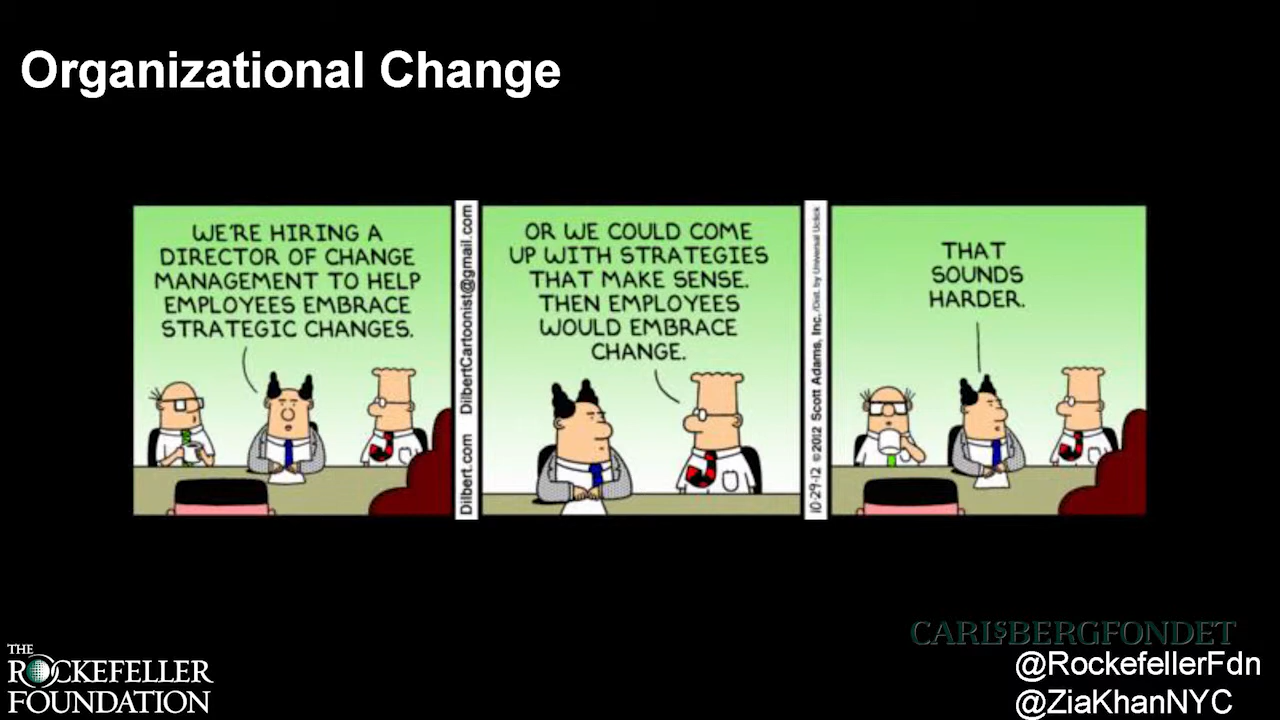 Organizational Change
WE'RE HIRING A
DIRECTOR OF CHANGE
MANAGEMENT TO HELP
EMPLOYEES EMBRACE
STRATEGIC CHANGES.
Dilbert.com DilbertCartoonist@gmail.com
OR WE COULD COME
UP WITH STRATEGIES
THAT MAKE SENSE.
THEN EMPLOYEES
WOULD EMBRACE
CHANGE.
10-29-12 ©2012 Scott Adams, Inc. /Dist. by Universal Uclick
THAT
SOUNDS
HARDER.
THE
ROCKEFELLER
FOUNDATION
CARLSBERGFONDET
@RockefellerFdn
@ZiaKhanNYC